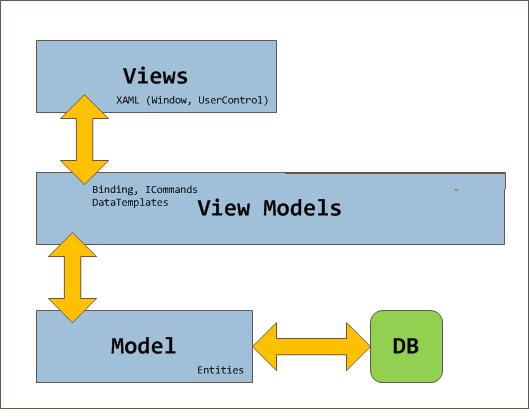 Views
XAML (Window, UserControl)
Binding, ICommands
DataTemplates
View Models
Model
Entities
DB